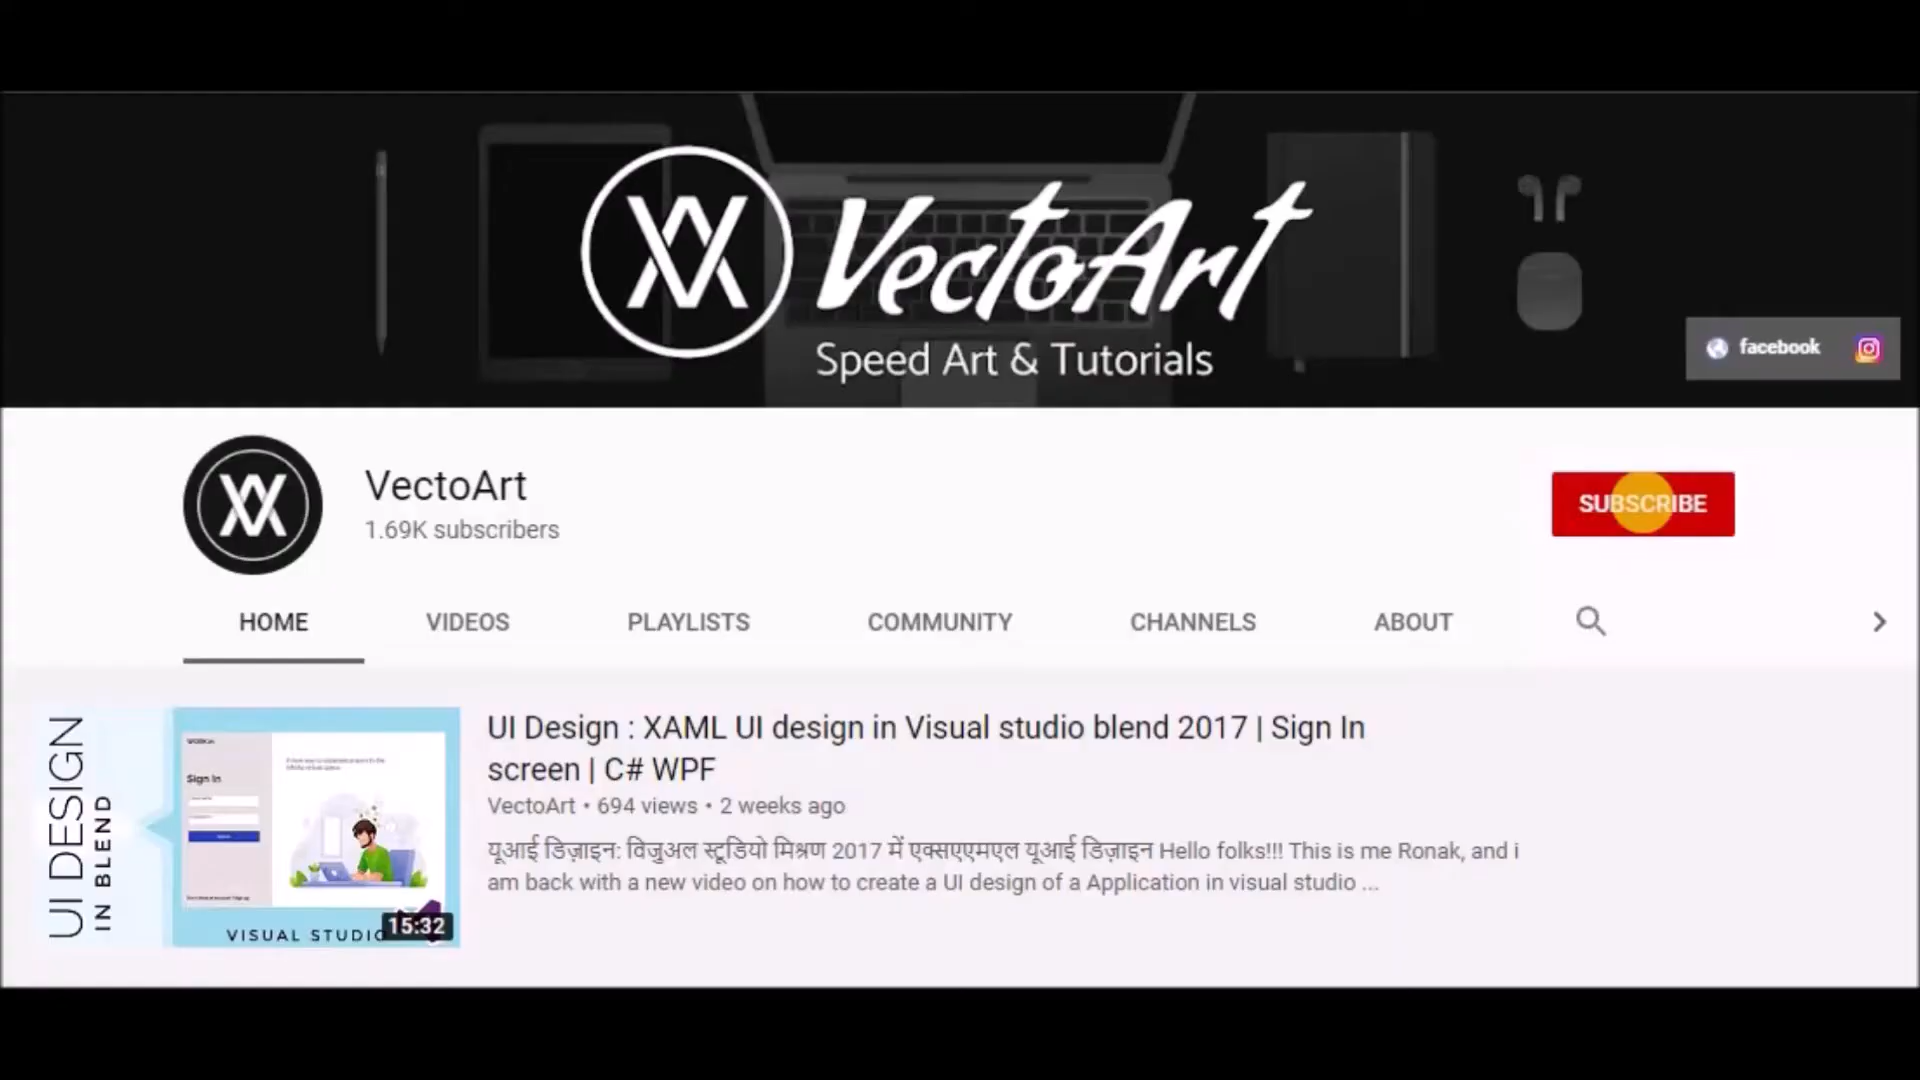 VectoArt
Speed Art & Tutorials
facebook
VectoArt
1.69K subscribers
SUBSCRIBE
HOME VIDEOS PLAYLISTS COMMUNITY CHANNELS ABOUT
UI DESIGN
IN BLEND
Sign In
VISUAL STUDIO
15:32
UI Design : XAML UI design in Visual studio blend 2017 | Sign In
screen | C# WPF
VectoArt • 694 views • 2 weeks ago
यूआई डिज़ाइन: विजुअल स्टूडियो मिश्रण 2017 में एक्सएएमएल यूआई डिज़ाइन Hello folks!!! This is me Ronak, and i
am back with a new video on how to create a UI design of a Application in visual studio ...